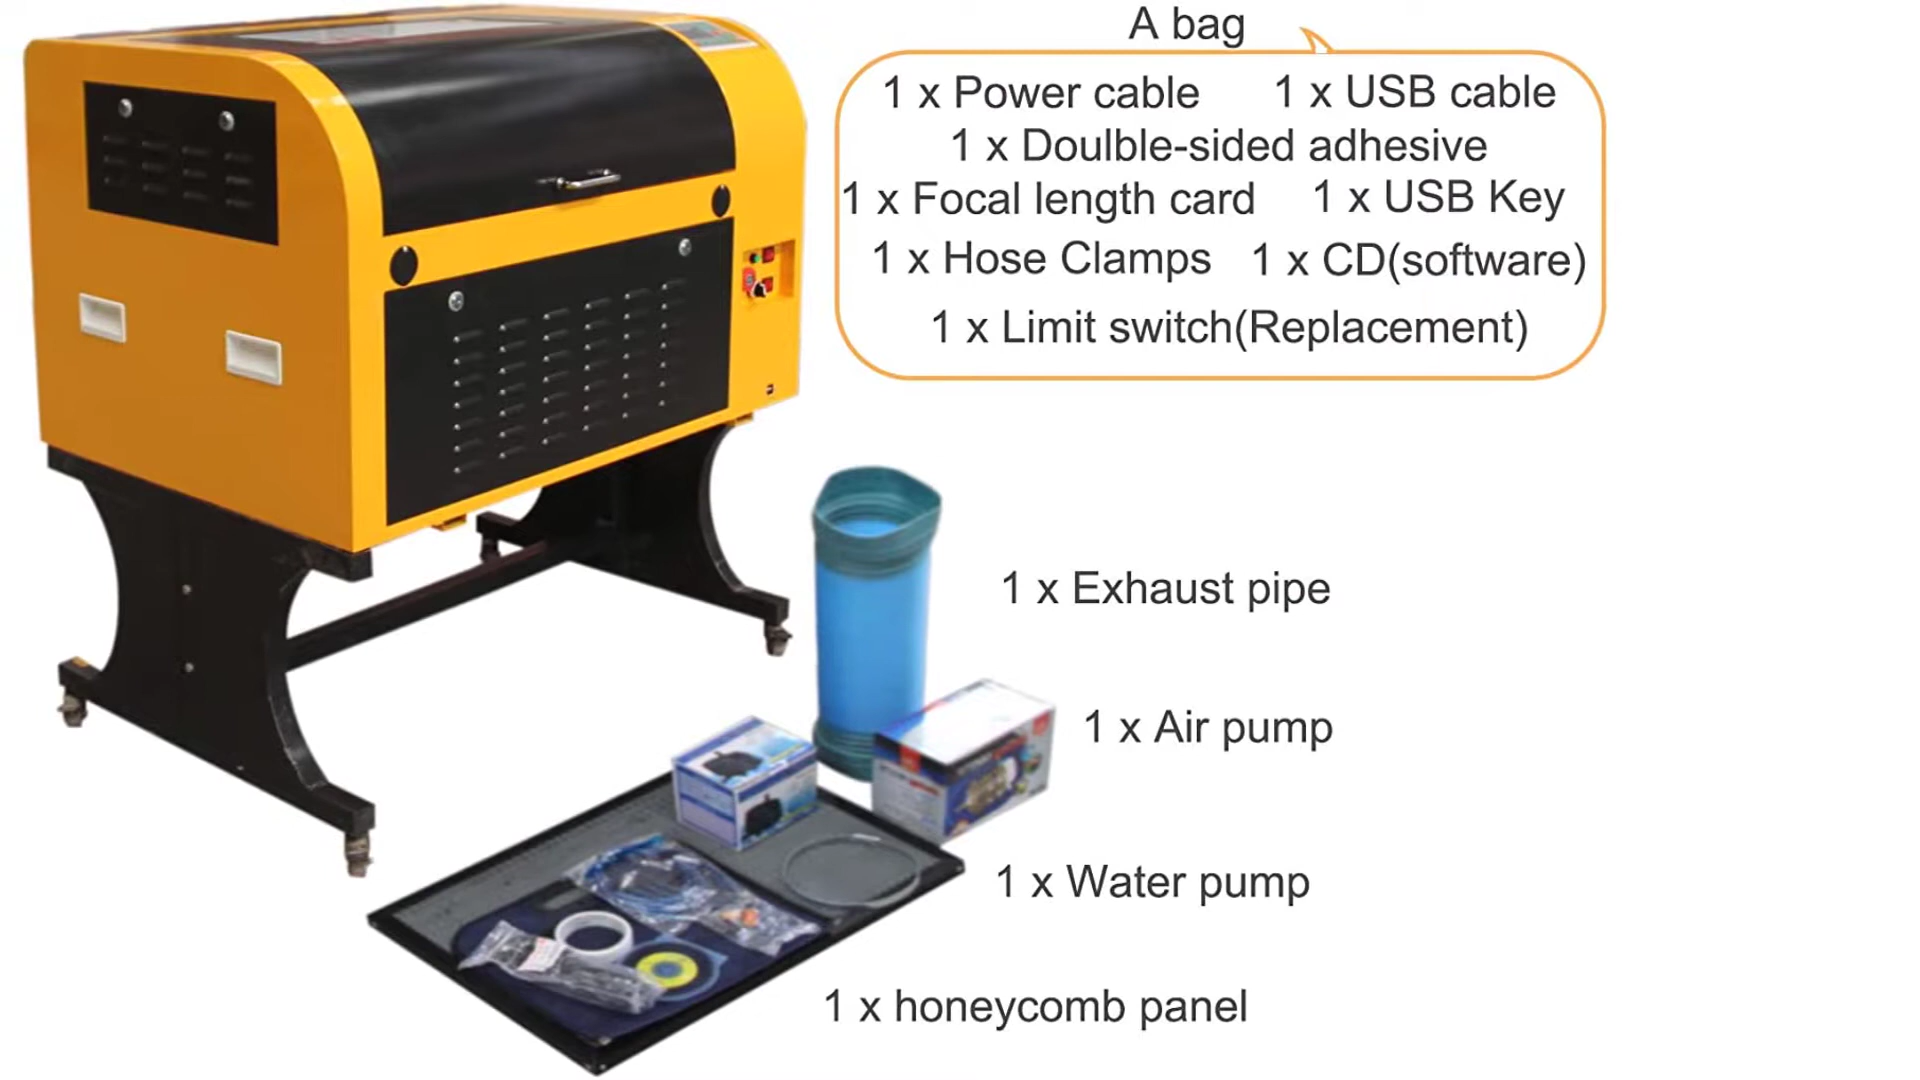 A bag
1 x Power cable 1 x USB cable
1 x Doulble-sided adhesive
1 x Focal length card 1 x USB Key
1 x Hose Clamps 1 x CD(software)
1 x Limit switch(Replacement)
1 x Exhaust pipe
1 x Air pump
1 x Water pump
1 x honeycomb panel